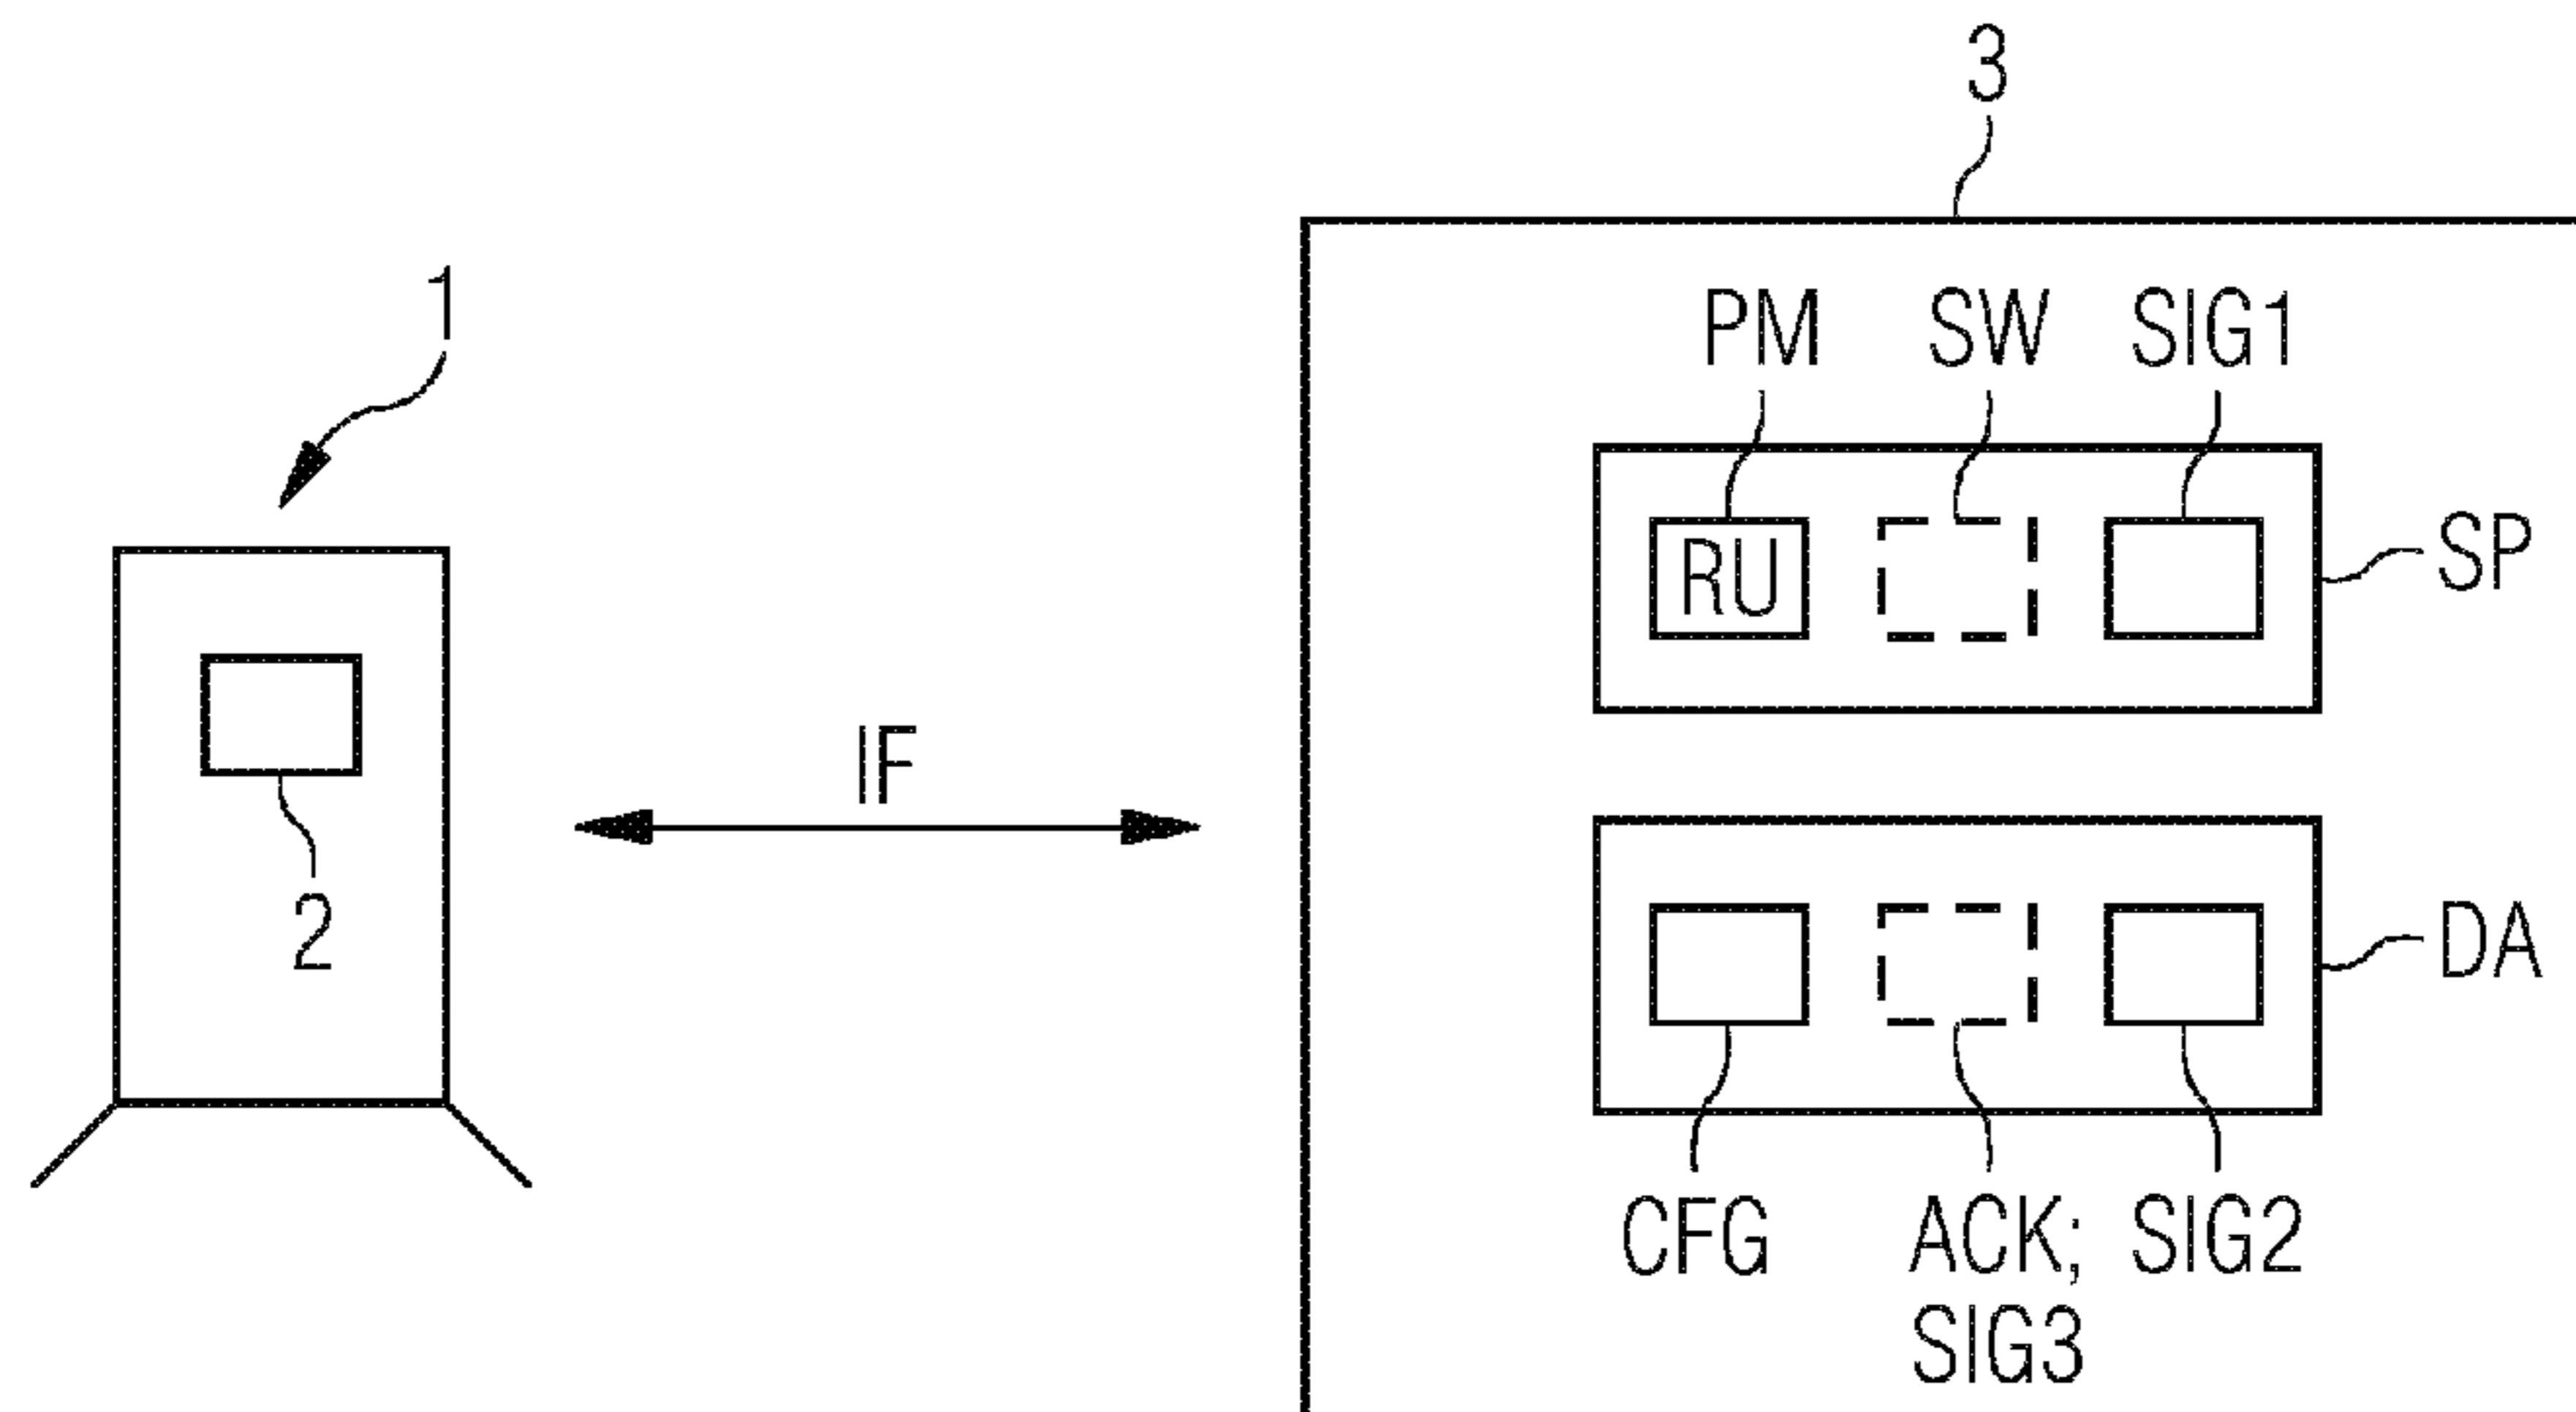 3
1
PM SW SIG1
RU
SP
IF
2
DA
CFG ACK; SIG2
SIG3